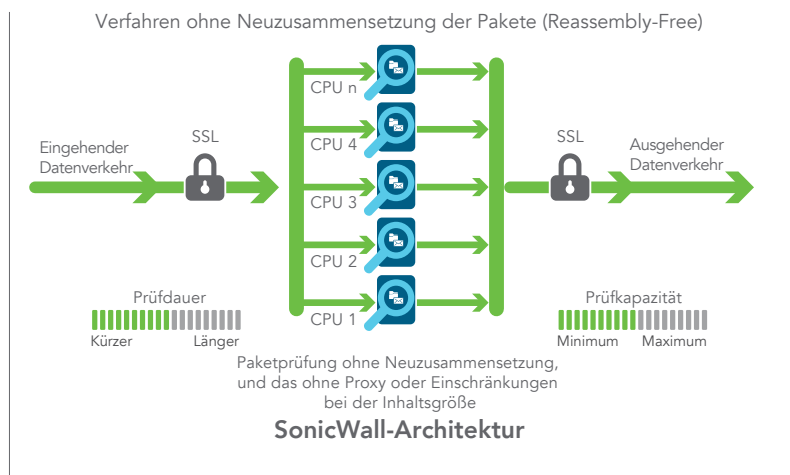 Verfahren ohne Neuzusammensetzung der Pakete (Reassembly-Free)
CPU n
CPU 4
CPU 3
CPU 2
CPU 1
Eingehender
Datenverkehr
SSL
SSL
Ausgehender
Datenverkehr
Prüfdauer
Kürzer
Länger
Prüfkapazität
Minimum
Maximum
Paketprüfung ohne Neuzusammensetzung,
und das ohne Proxy oder Einschränkungen
bei der Inhaltsgröße
SonicWall-Architektur